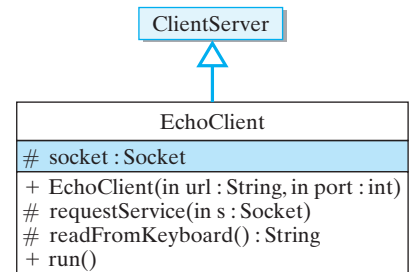 ClientServer
EchoClient
# socket : Socket
+ EchoClient(in url : String, in port : int)
# requestService(in s : Socket)
# readFromKeyboard() : String
+ run()